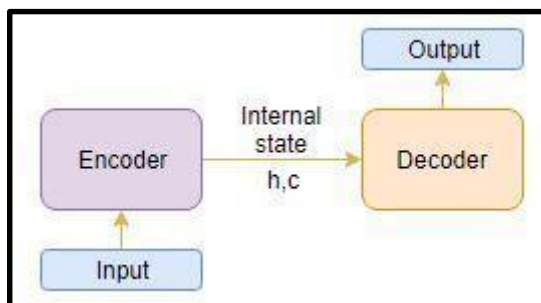 Output
Internal
state
h,c
Encoder
Decoder
Input